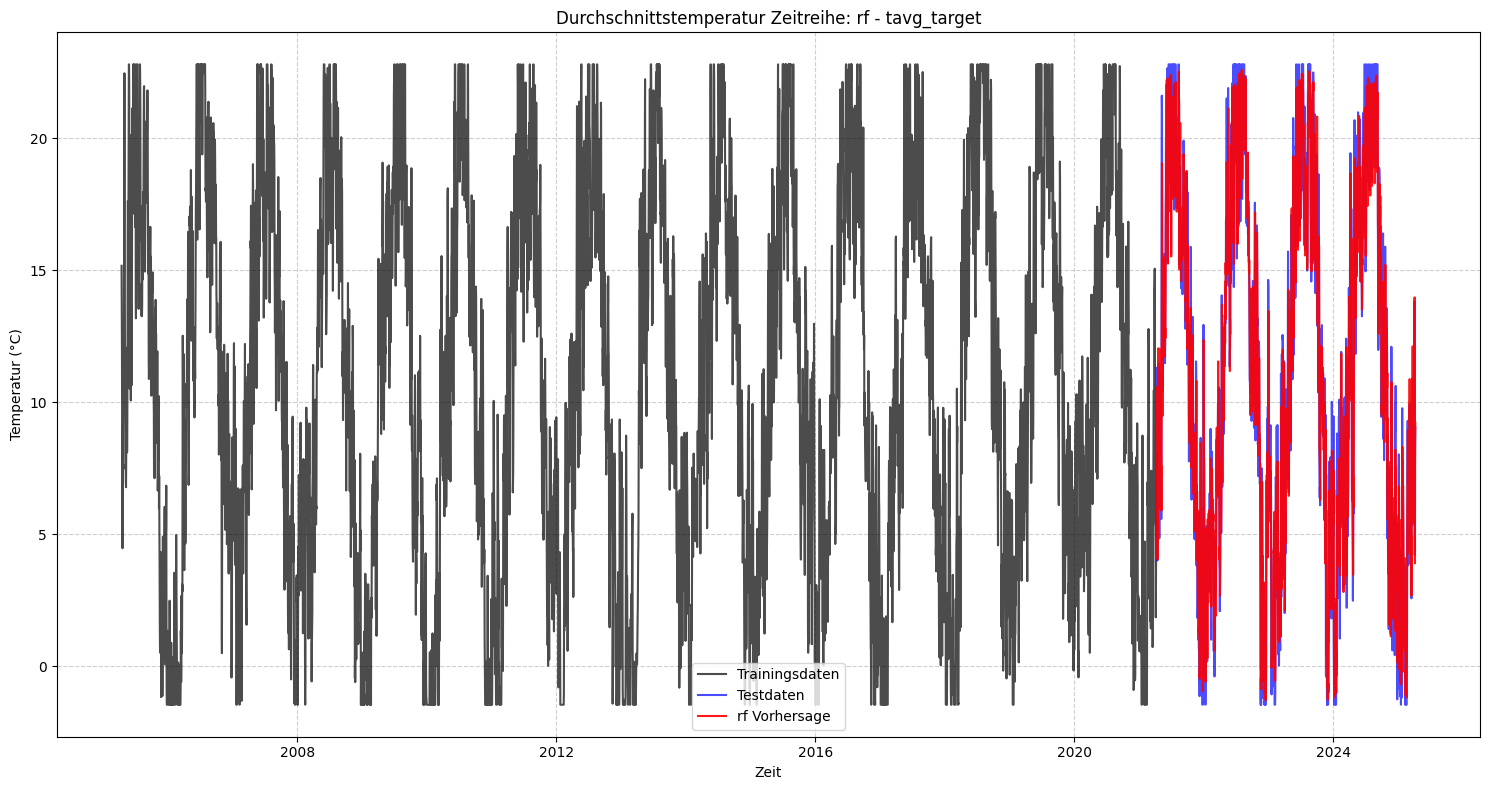 Durchschnittstemperatur Zeitreihe: rf - tavg_target
Temperatur (°C)
20
15
10
5
0
Trainingsdaten
Testdaten
rf Vorhersage
2008
2012
2016
2020
2024
Zeit